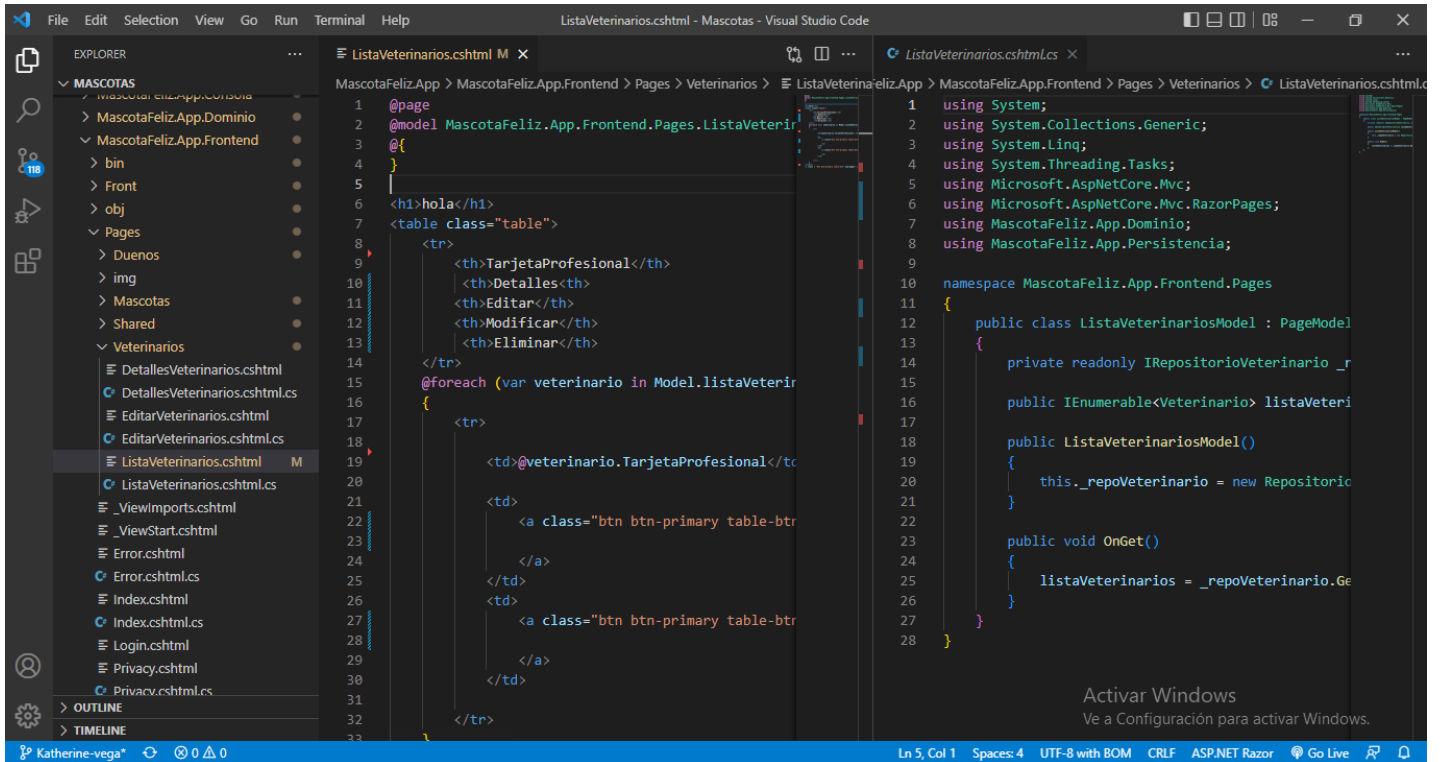 File Edit Selection View Go Run Terminal Help
ListaVeterinarios.cshtml - Mascotas - Visual Studio Code
EXPLORER
MASCOTAS
MascotaFeliz.App.Consola
MascotaFeliz.App.Dominio
MascotaFeliz.App.Frontend
bin
Front
obj
Pages
Duenos
img
Mascotas
Shared
Veterinarios
DetallesVeterinarios.cshtml
DetallesVeterinarios.cshtml.cs
EditarVeterinarios.cshtml
EditarVeterinarios.cshtml.cs
ListaVeterinarios.cshtml M
ListaVeterinarios.cshtml.cs
_ViewImports.cshtml
_ViewStart.cshtml
Error.cshtml
Error.cshtml.cs
Index.cshtml
Index.cshtml.cs
Login.cshtml
Privacy.cshtml
Privacy.cshtml.cs
OUTLINE
TIMELINE
118
ListaVeterinarios.cshtml M
MascotaFeliz.App > MascotaFeliz.App.Frontend > Pages > Veterinarios > ListaVeterina
1 @page
2 @model MascotaFeliz.App.Frontend.Pages.ListaVeterin
3 @{
4 }
5
6 <h1>hola</h1>
7 <table class="table">
8 <tr>
9 <th>TarjetaProfesional</th>
10 <th>Detalles<th>
11 <th>Editar</th>
12 <th>Modificar</th>
13 <th>Eliminar</th>
14 </tr>
15 @foreach (var veterinario in Model.listaVeterin
16 {
17 <tr>
18
19 <td>@veterinario.TarjetaProfesional</td
20
21 <td>
22 <a class="btn btn-primary table-btn
23
24 </a>
25 </td>
26 <td>
27 <a class="btn btn-primary table-btn
28
29 </a>
30 </td>
31
32 </tr>
33 }
ListaVeterinarios.cshtml.cs
eliz.App > MascotaFeliz.App.Frontend > Pages > Veterinarios > ListaVeterinarios.cshtml.c
1 using System;
2 using System.Collections.Generic;
3 using System.Linq;
4 using System.Threading.Tasks;
5 using Microsoft.AspNetCore.Mvc;
6 using Microsoft.AspNetCore.Mvc.RazorPages;
7 using MascotaFeliz.App.Dominio;
8 using MascotaFeliz.App.Persistencia;
9
10 namespace MascotaFeliz.App.Frontend.Pages
11 {
12 public class ListaVeterinariosModel : PageModel
13 {
14 private readonly IRepositorioVeterinario _r
15
16 public IEnumerable<Veterinario> listaVeteri
17
18 public ListaVeterinariosModel()
19 {
20 this._repoVeterinario = new Repositorio
21 }
22
23 public void OnGet()
24 {
25 listaVeterinarios = _repoVeterinario.Ge
26 }
27 }
28 }
Activar Windows
Ve a Configuración para activar Windows.
Katherine-vega* 0 0 Ln 5, Col 1 Spaces: 4 UTF-8 with BOM CRLF ASP.NET Razor Go Live